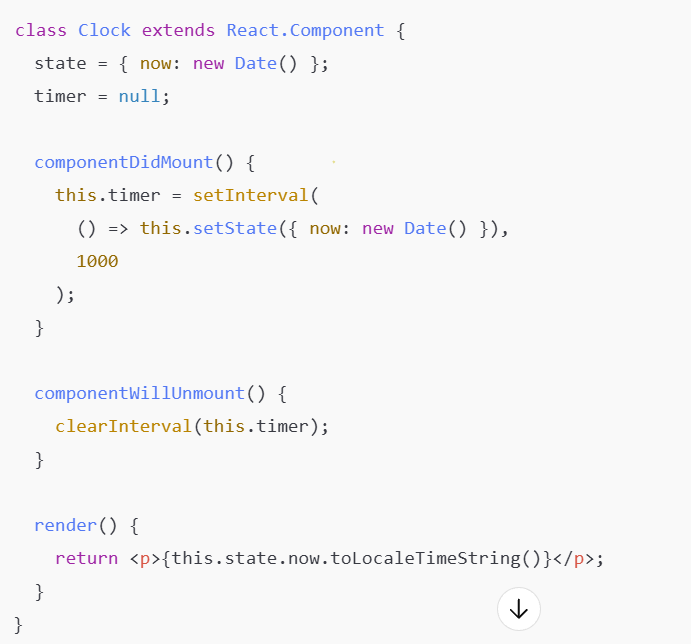 class Clock extends React.Component {
  state = { now: new Date() };
  timer = null;

  componentDidMount() {
    this.timer = setInterval(
      () => this.setState({ now: new Date() }),
      1000
    );
  }

  componentWillUnmount() {
    clearInterval(this.timer);
  }

  render() {
    return <p>{this.state.now.toLocaleTimeString()}</p>;
  }
}